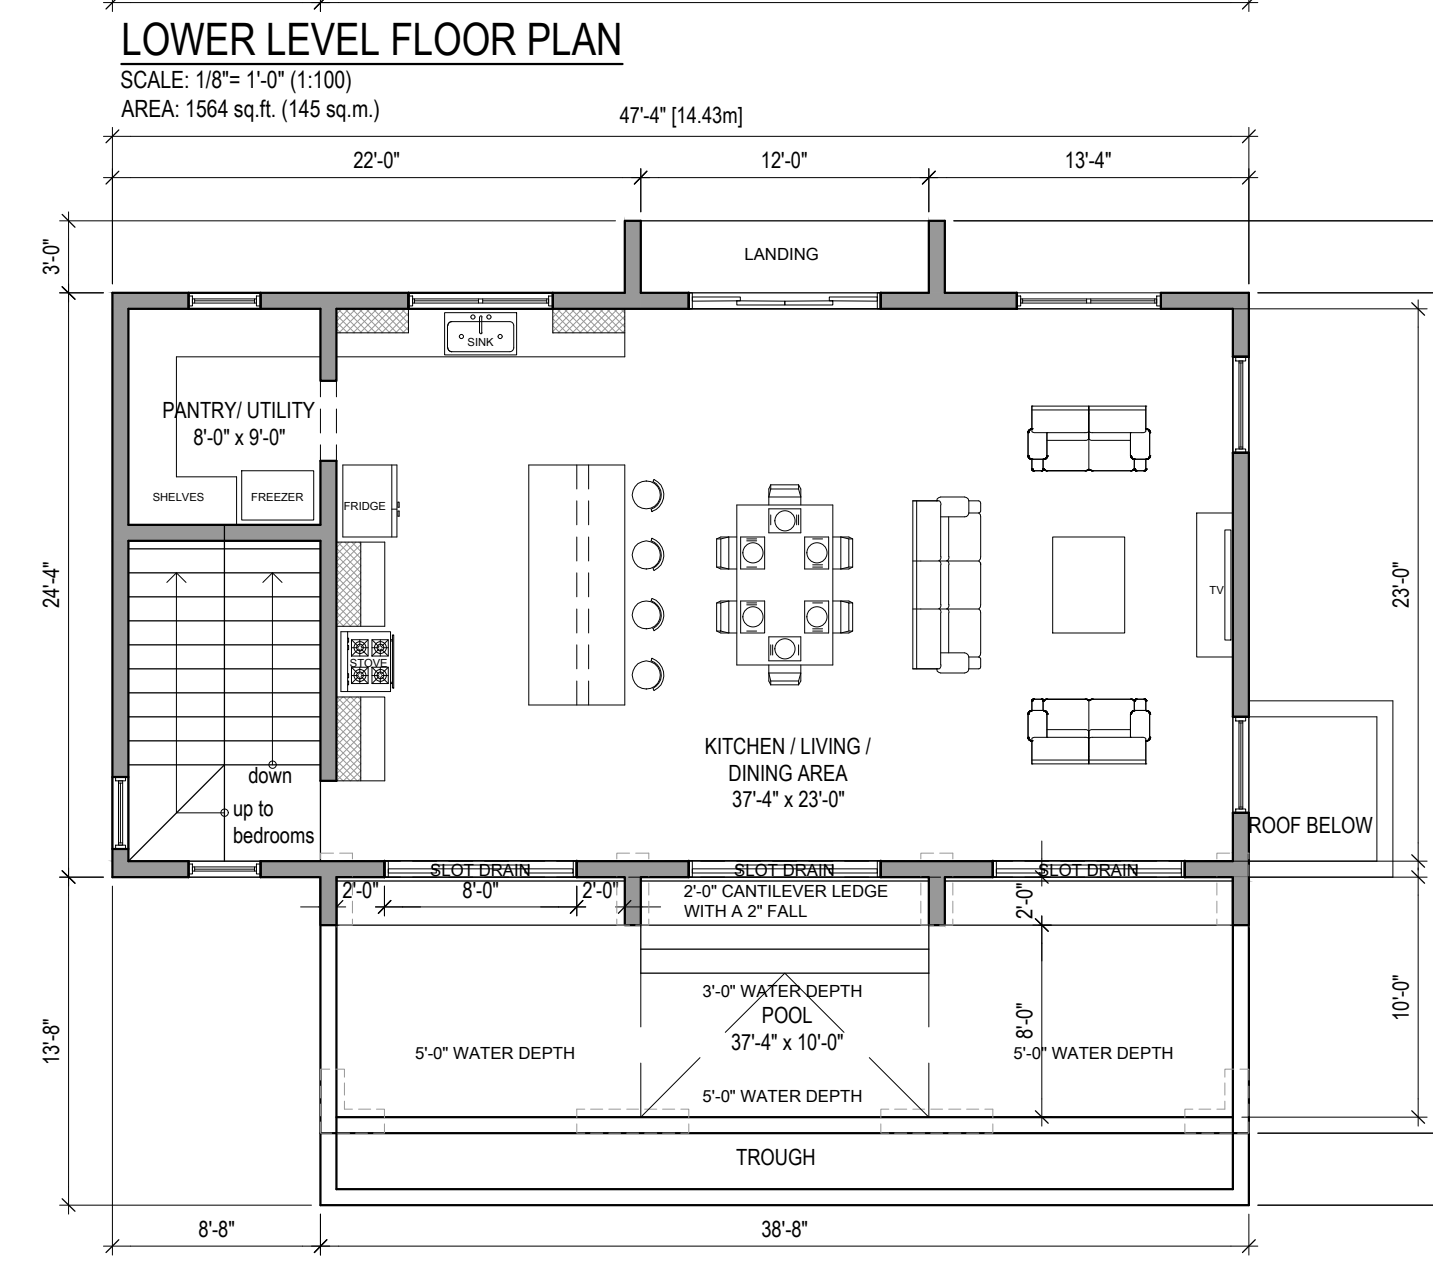 LOWER LEVEL FLOOR PLAN
SCALE: 1/8"= 1'-0" (1:100)
AREA: 1564 sq.ft. (145 sq.m.)
47'-4" [14.43m]
22'-0"
12'-0"
13'-4"
3'-0"
LANDING
SINK
PANTRY/ UTILITY
8'-0" x 9'-0"
SHELVES
FREEZER
FRIDGE
24'-4"
23'-0"
TV
STOVE
KITCHEN / LIVING /
DINING AREA
37'-4" x 23'-0"
down
up to
bedrooms
ROOF BELOW
SLOT DRAIN
SLOT DRAIN
SLOT DRAIN
2'-0"
8'-0"
2'-0"
2'-0" CANTILEVER LEDGE
WITH A 2" FALL
2'-0"
3'-0" WATER DEPTH
POOL
37'-4" x 10'-0"
8'-0"
10'-0"
13'-8"
5'-0" WATER DEPTH
5'-0" WATER DEPTH
5'-0" WATER DEPTH
TROUGH
8'-8"
38'-8"